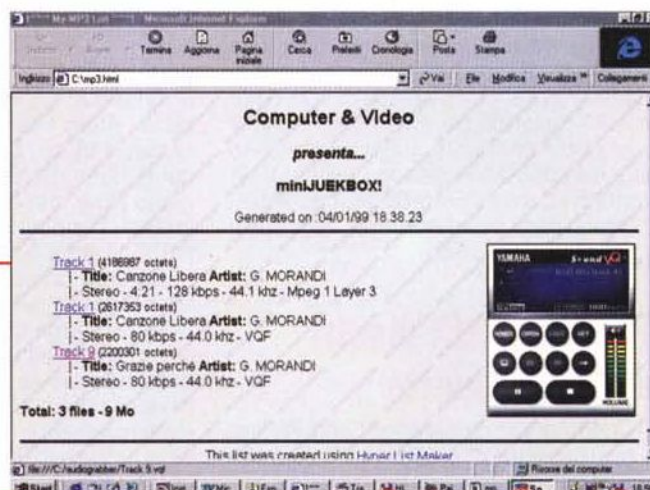 My MP3 List Microsoft Internet Explorer
Termina Aggiorna Pagina iniziale Cerca Preferiti Cronologia Posta Stampa
Indirizzo C:\mp3.html Vai File Modifica Visualizza » Collegamenti
Computer & Video
presenta...
miniJUEKBOX!
Generated on :04/01/99 18.38.23
Track 1 (4186987 octets)
|- Title: Canzone Libera Artist: G. MORANDI
|- Stereo - 4:21 - 128 kbps - 44.1 khz - Mpeg 1 Layer 3
Track 1 (2617353 octets)
|- Title: Canzone Libera Artist: G. MORANDI
|- Stereo - 80 kbps - 44.0 khz - VQF
Track 9 (2200301 octets)
|- Title: Grazie perché Artist: G. MORANDI
|- Stereo - 80 kbps - 44.0 khz - VQF
Total: 3 files - 9 Mo
YAMAHA SoundVQ
VOLUME
This list was created using Hyper List Maker
file:///C:/audiograbber/Track 9.vqf Risorse del computer
Start